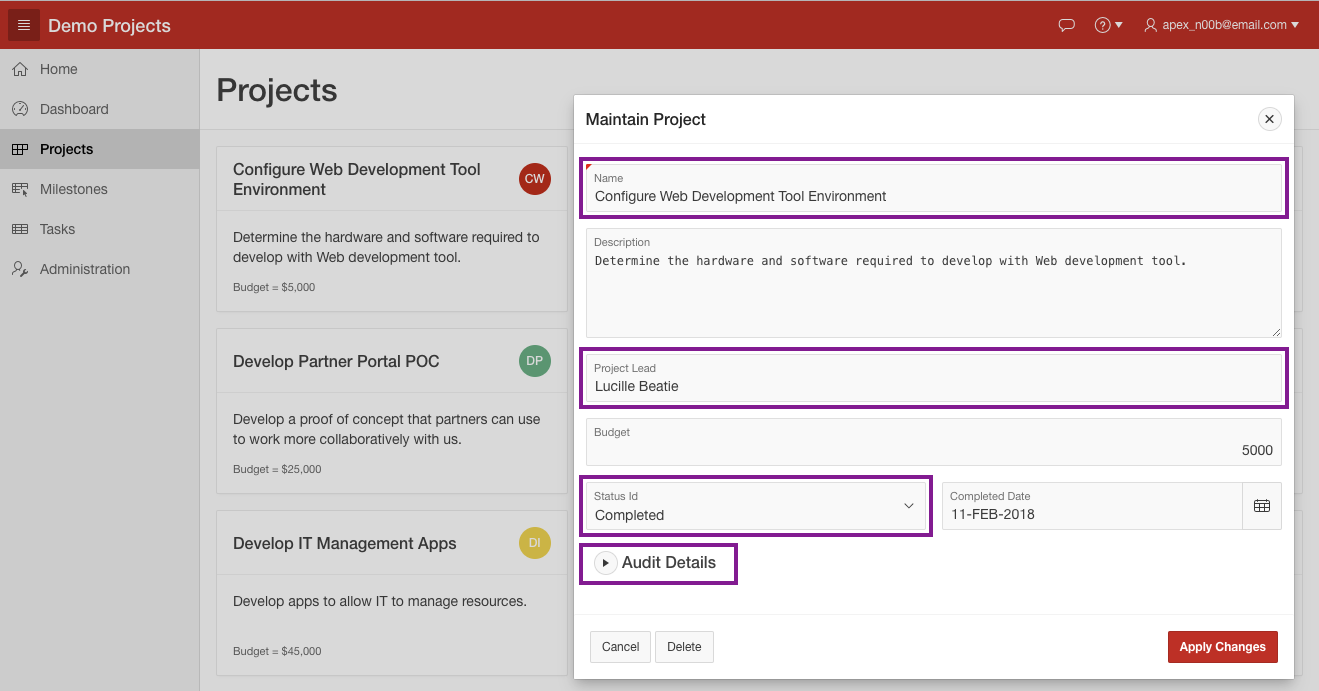 Demo Projects
? apex_n00b@email.com
Home
Dashboard
Projects
Milestones
Tasks
Administration
Projects
Configure Web Development Tool
Environment
CW
Determine the hardware and software required to
develop with Web development tool.
Budget = $5,000
Develop Partner Portal POC
DP
Develop a proof of concept that partners can use
to work more collaboratively with us.
Budget = $25,000
Develop IT Management Apps
DI
Develop apps to allow IT to manage resources.
Budget = $45,000
Maintain Project
Name
Configure Web Development Tool Environment
Description
Determine the hardware and software required to develop with Web development tool.
Project Lead
Lucille Beatie
Budget
5000
Status Id
Completed
Completed Date
11-FEB-2018
Audit Details
Cancel
Delete
Apply Changes